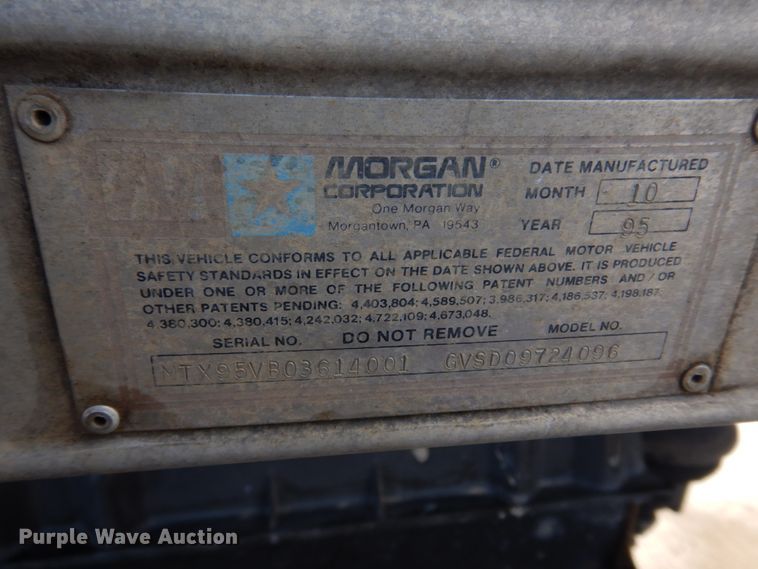 MORGAN®
CORPORATION
One Morgan Way
Morgantown, PA 19543
DATE MANUFACTURED
MONTH 10
YEAR 95
THIS VEHICLE CONFORMS TO ALL APPLICABLE FEDERAL MOTOR VEHICLE
SAFETY STANDARDS IN EFFECT ON THE DATE SHOWN ABOVE. IT IS PRODUCED
UNDER ONE OR MORE OF THE FOLLOWING PATENT NUMBERS AND/OR
OTHER PATENTS PENDING: 4,403,804; 4,589,507; 3,986,317; 4,186,537; 4,198,187;
4,380,300; 4,380,415; 4,242,032; 4,722,109; 4,673,048.
SERIAL NO. DO NOT REMOVE MODEL NO.
MTX95VB03614001 GVSD09724096
Purple Wave Auction